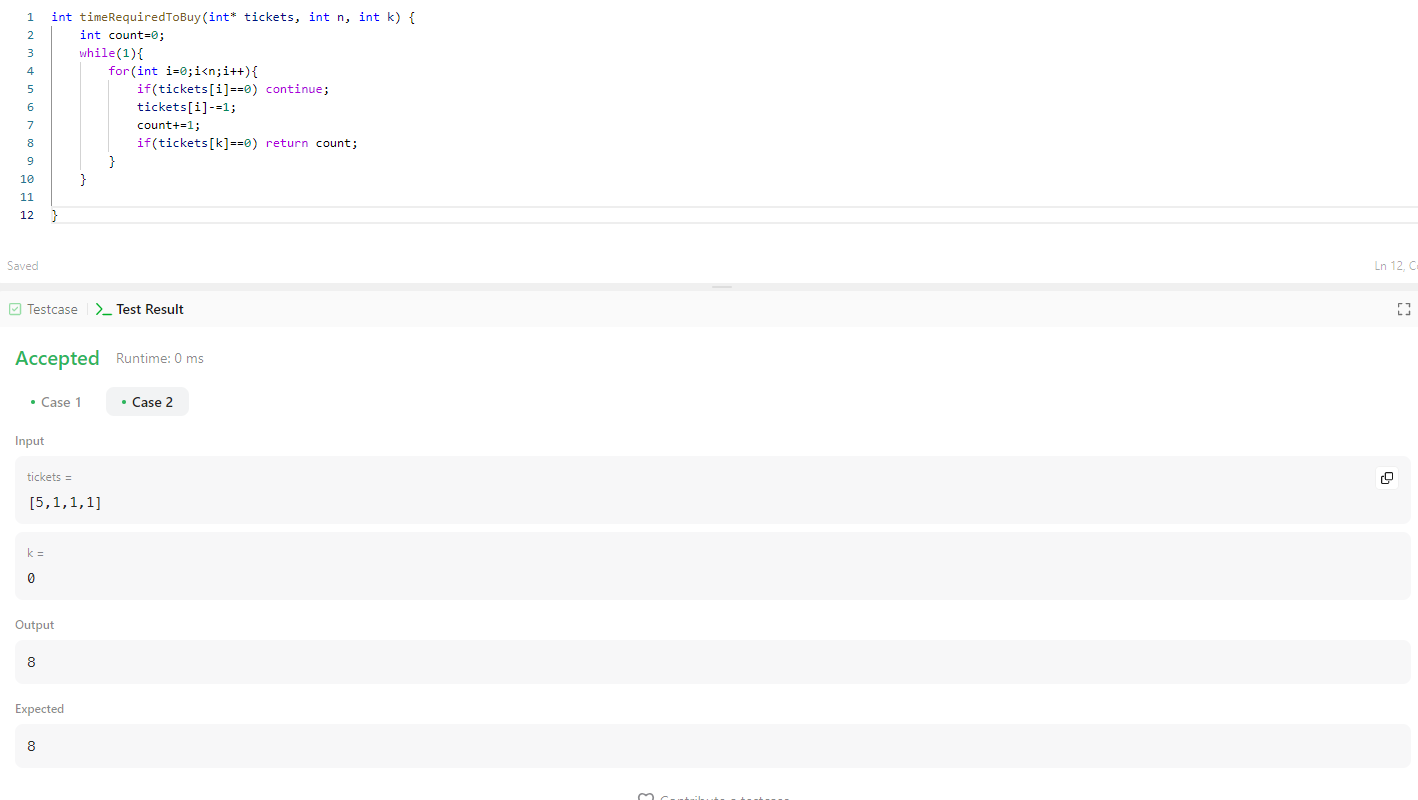 1 int timeRequiredToBuy(int* tickets, int n, int k) {
2     int count=0;
3     while(1){
4         for(int i=0;i<n;i++){
5             if(tickets[i]==0) continue;
6             tickets[i]-=1;
7             count+=1;
8             if(tickets[k]==0) return count;
9         }
10     }
11
12 }
Saved Ln 12, Co
Testcase Test Result
Accepted Runtime: 0 ms
• Case 1 • Case 2
Input
tickets =
[5,1,1,1]
k =
0
Output
8
Expected
8
Contribute a testcase